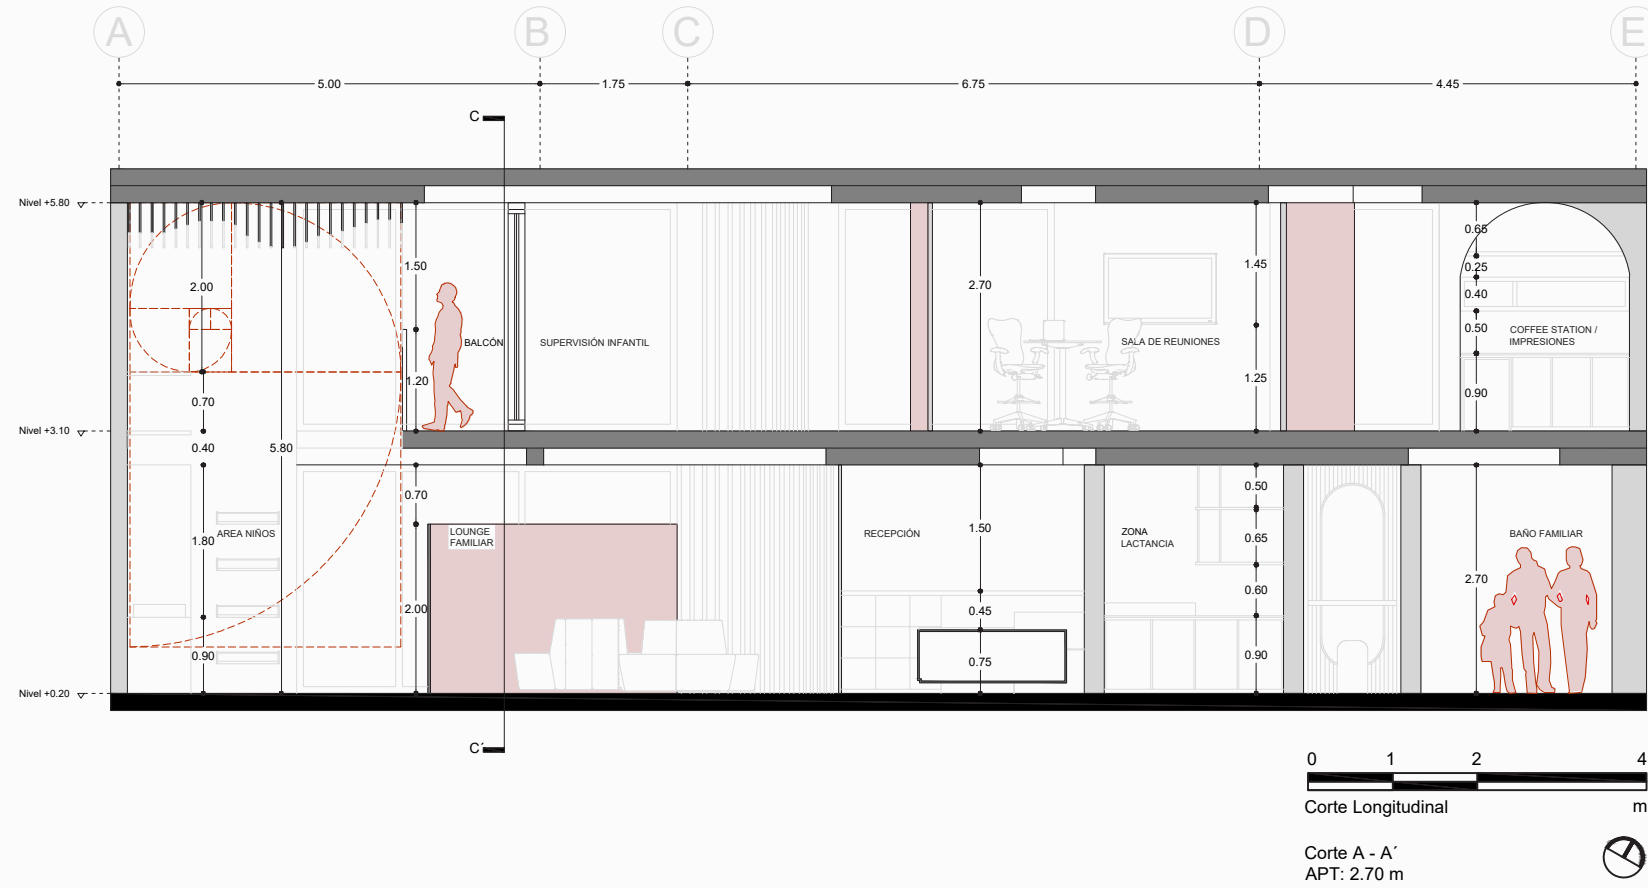 A
B
C
D
E
5.00
1.75
6.75
4.45
C
Nivel +5.80
Nivel +3.10
Nivel +0.20
2.00
0.70
0.40
1.80
0.90
5.80
1.50
1.20
0.70
2.00
BALCÓN
SUPERVISIÓN INFANTIL
2.70
SALA DE REUNIONES
1.45
1.25
0.65
0.25
0.40
0.50
0.90
COFFEE STATION /
IMPRESIONES
AREA NIÑOS
LOUNGE
FAMILIAR
RECEPCIÓN
1.50
0.45
0.75
ZONA
LACTANCIA
0.50
0.65
0.60
0.90
2.70
BAÑO FAMILIAR
C´
0 1 2 4
Corte Longitudinal m
Corte A - A´
APT: 2.70 m